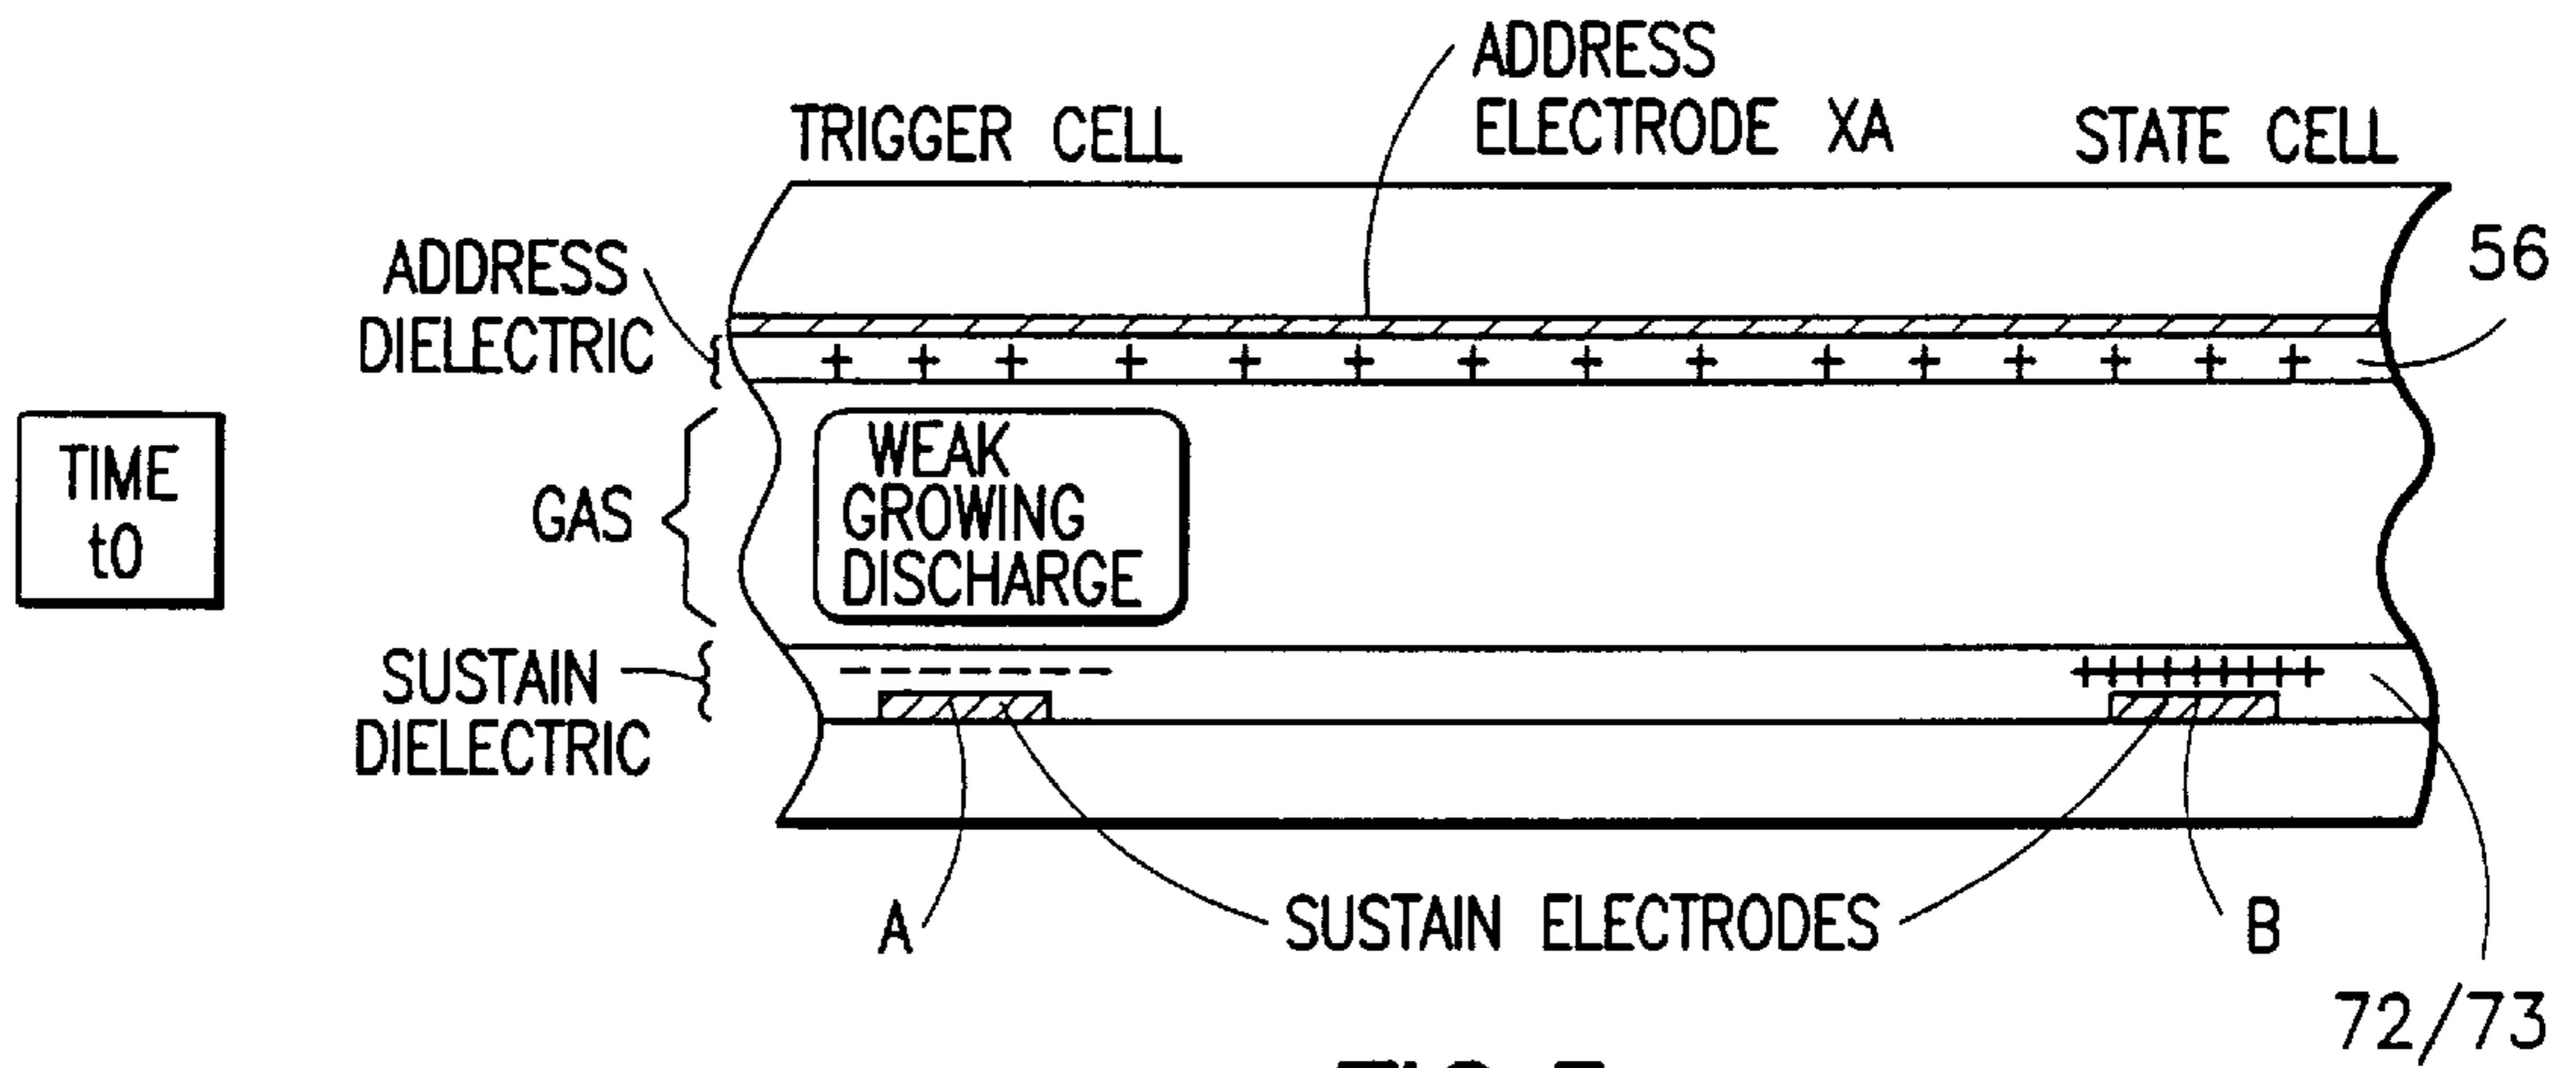 ADDRESS
ELECTRODE XA
TRIGGER CELL
STATE CELL
56
ADDRESS
DIELECTRIC
TIME
t0
GAS
WEAK
GROWING
DISCHARGE
SUSTAIN
DIELECTRIC
A
SUSTAIN ELECTRODES
B
72/73